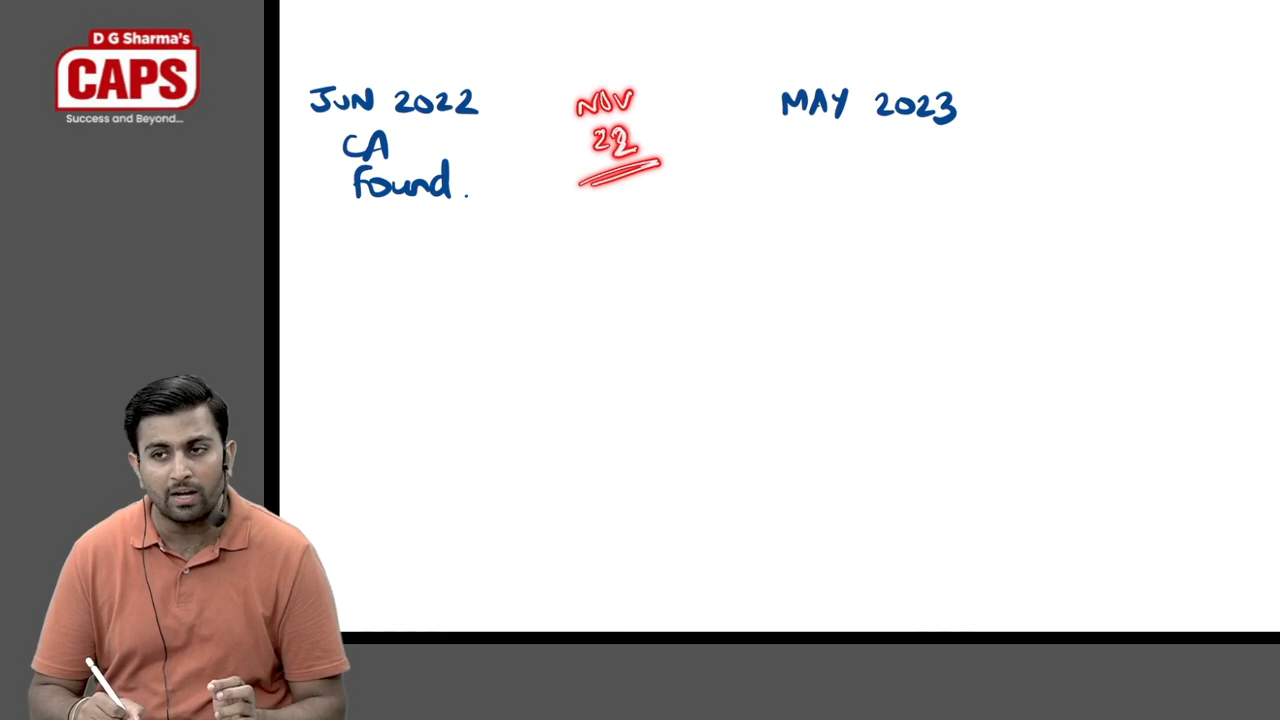 D G Sharma's
CAPS
Success and Beyond...
JUN 2022
CA
Found.
NOV
22
MAY 2023